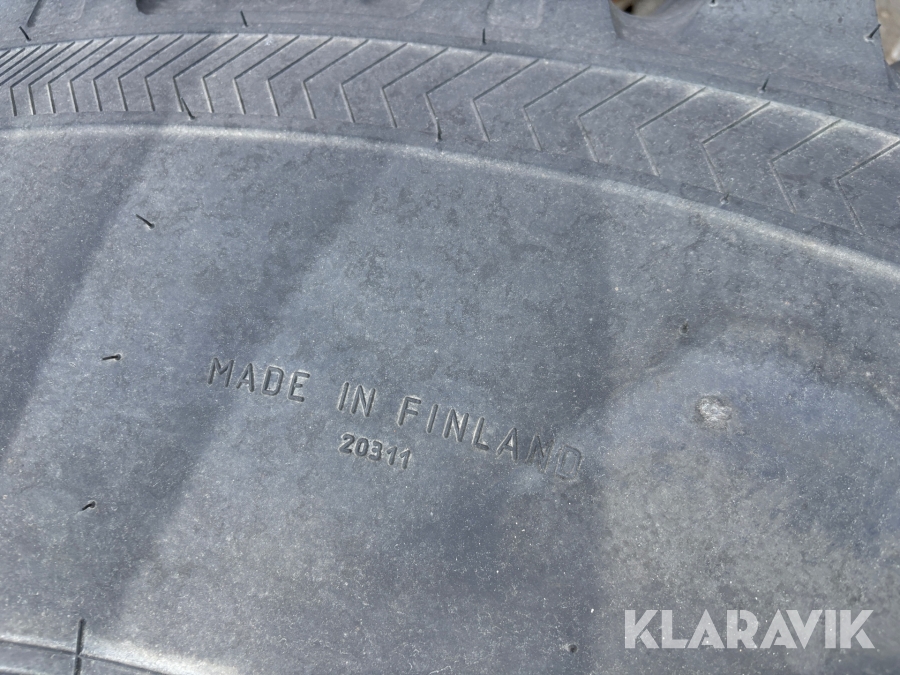 MADE IN FINLAND
20311
KLARAVIK